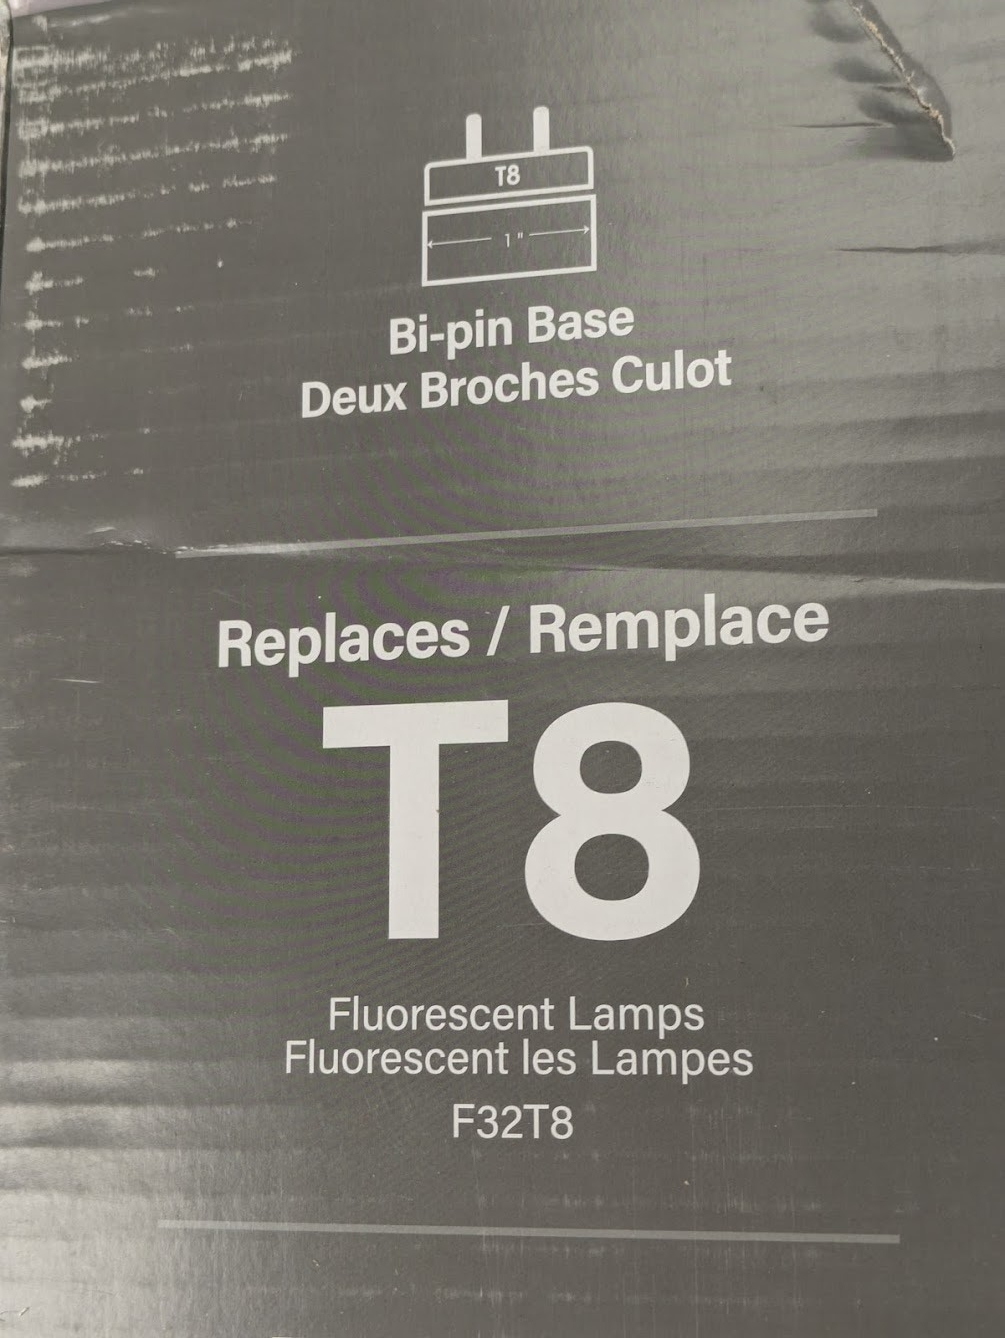 T8
1"
Bi-pin Base
Deux Broches Culot
Replaces / Remplace
T8
Fluorescent Lamps
Fluorescent les Lampes
F32T8